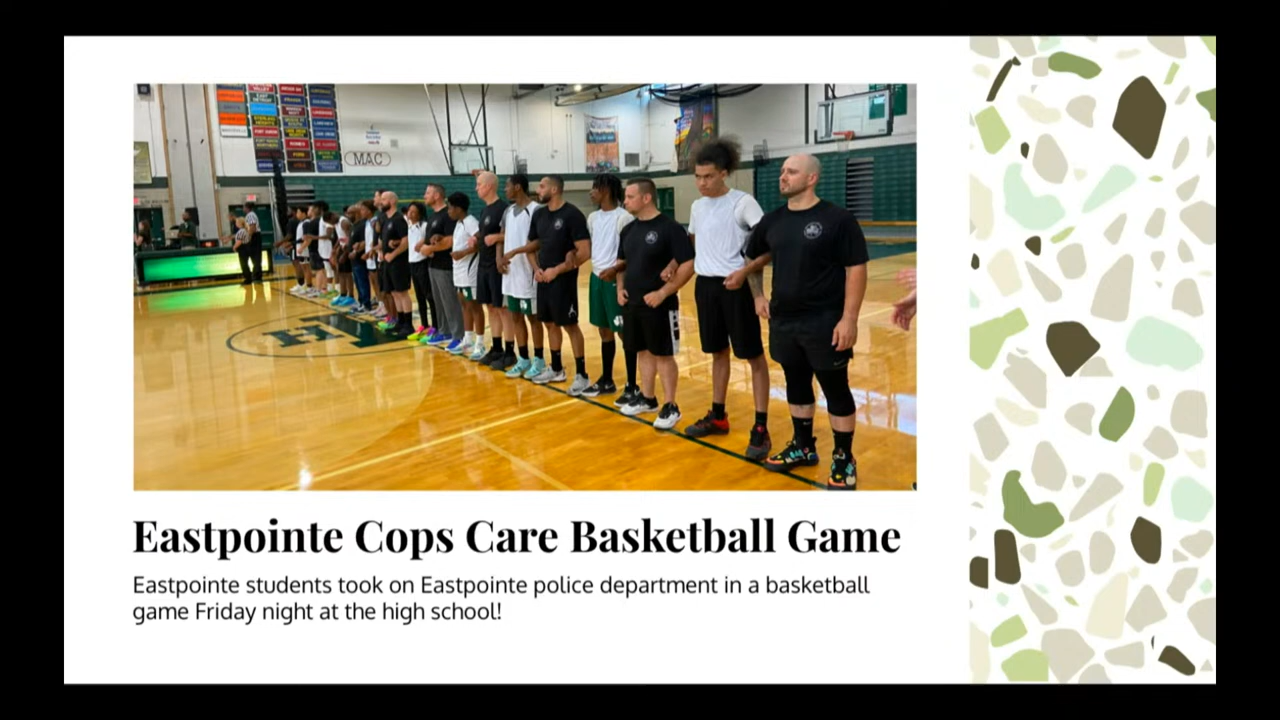 MAC
Eastpointe Cops Care Basketball Game
Eastpointe students took on Eastpointe police department in a basketball
game Friday night at the high school!